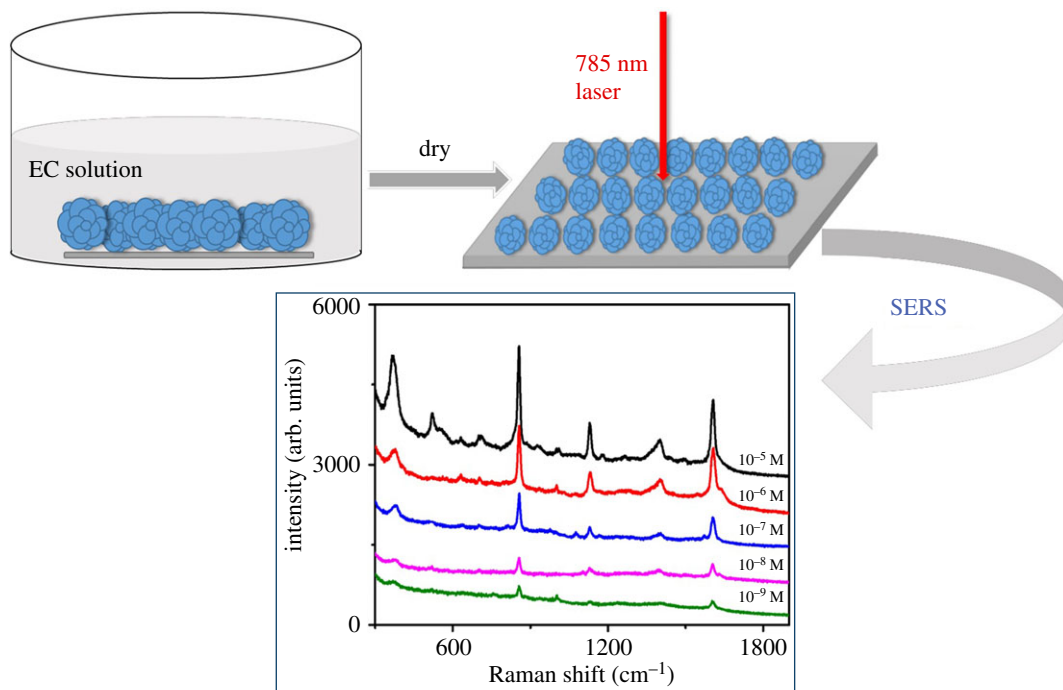 785 nm
laser
dry
EC solution
SERS
6000
3000
0
intensity (arb. units)
10⁻⁵ M
10⁻⁶ M
10⁻⁷ M
10⁻⁸ M
10⁻⁹ M
600
1200
1800
Raman shift (cm⁻¹)